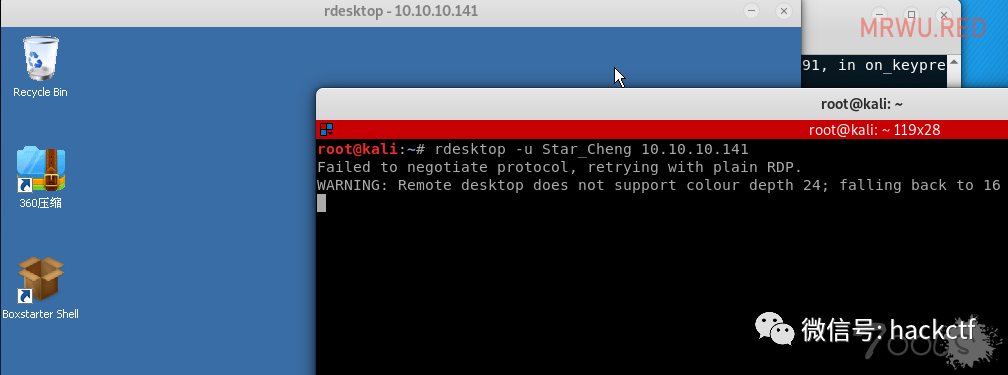 rdesktop - 10.10.10.141
MRWU.RED
91, in on_keypre
Recycle Bin
root@kali: ~
root@kali: ~ 119x28
root@kali:~# rdesktop -u Star_Cheng 10.10.10.141
Failed to negotiate protocol, retrying with plain RDP.
WARNING: Remote desktop does not support colour depth 24; falling back to 16
360压缩
Boxstarter Shell
微信号: hackctf